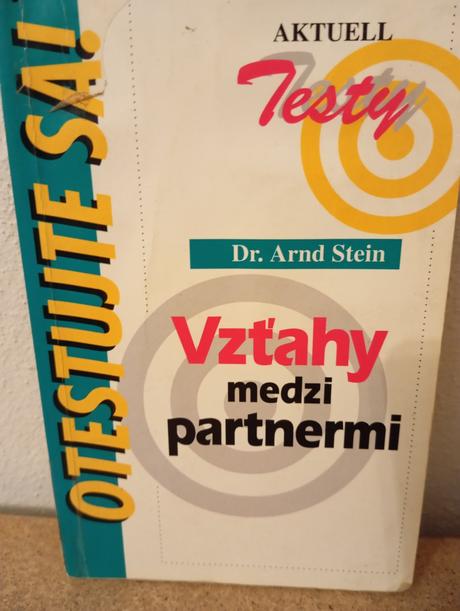 OTESTUJTE SA!
AKTUELL
Testy
Dr. Arnd Stein
Vzťahy
medzi
partnermi